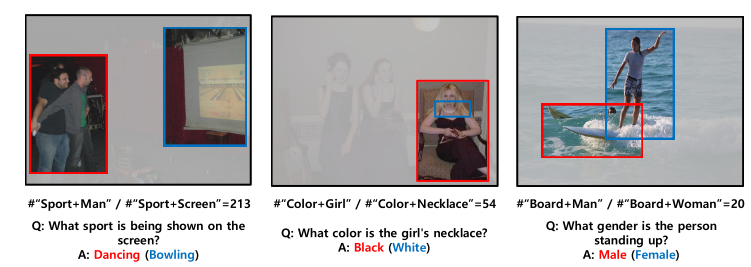 #"Sport+Man" / #"Sport+Screen"=213
Q: What sport is being shown on the
screen?
A: Dancing (Bowling)
#"Color+Girl" / #"Color+Necklace"=54
Q: What color is the girl's necklace?
A: Black (White)
#"Board+Man" / #"Board+Woman"=20
Q: What gender is the person
standing up?
A: Male (Female)